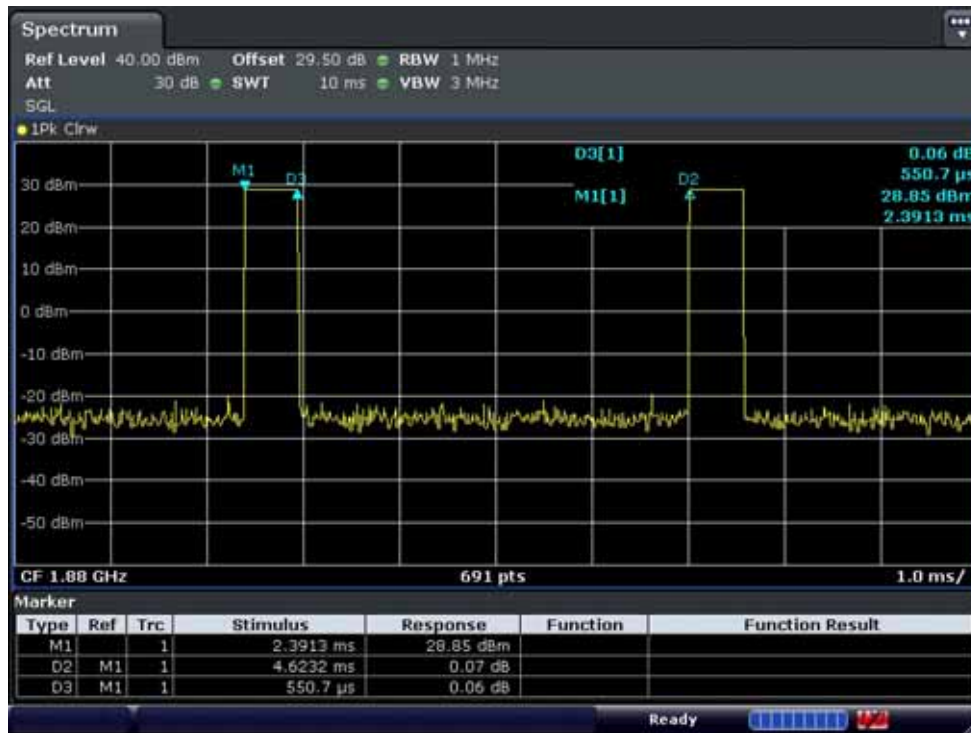 Spectrum
Ref Level 40.00 dBm Offset 29.50 dB RBW 1 MHz
Att 30 dB SWT 10 ms VBW 3 MHz
SGL
1Pk Clrw
D3[1] 0.06 dB
550.7 µs
M1[1] 28.85 dBm
2.3913 ms
M1 D3 D2
30 dBm
20 dBm
10 dBm
0 dBm
-10 dBm
-20 dBm
-30 dBm
-40 dBm
-50 dBm
CF 1.88 GHz 691 pts 1.0 ms/
Marker
Type Ref Trc Stimulus Response Function Function Result
M1 1 2.3913 ms 28.85 dBm
D2 M1 1 4.6232 ms 0.07 dB
D3 M1 1 550.7 µs 0.06 dB
Ready